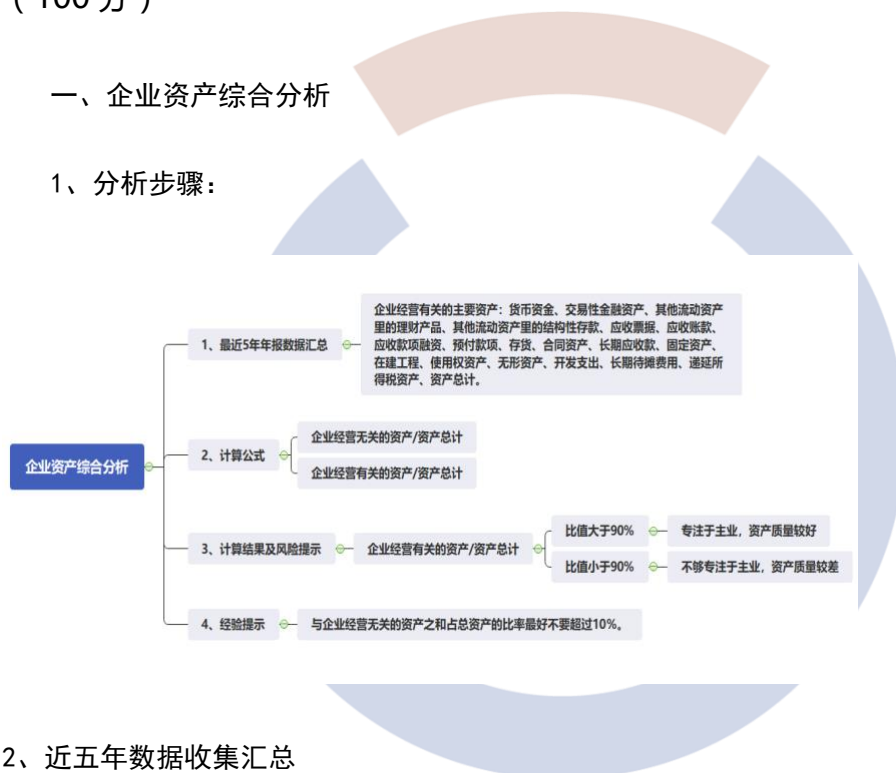 （100 分）
一、企业资产综合分析
1、分析步骤：
企业资产综合分析
1、最近5年年报数据汇总
企业经营有关的主要资产：货币资金、交易性金融资产、其他流动资产
里的理财产品、其他流动资产里的结构性存款、应收票据、应收账款、
应收款项融资、预付款项、存货、合同资产、长期应收款、固定资产、
在建工程、使用权资产、无形资产、开发支出、长期待摊费用、递延所
得税资产、资产总计。
2、计算公式
企业经营无关的资产/资产总计
企业经营有关的资产/资产总计
3、计算结果及风险提示
企业经营有关的资产/资产总计
比值大于90%
专注于主业，资产质量较好
比值小于90%
不够专注于主业，资产质量较差
4、经验提示
与企业经营无关的资产之和占总资产的比率最好不要超过10%。
2、近五年数据收集汇总